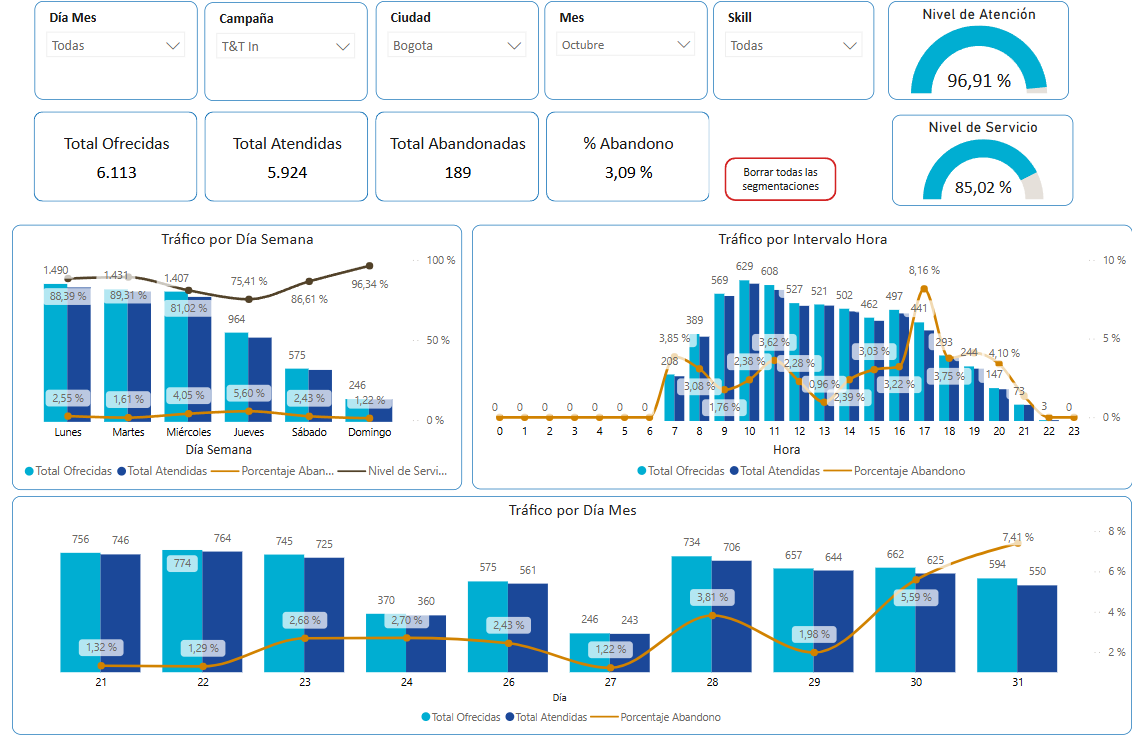 Día Mes
Todas
Campaña
T&T In
Ciudad
Bogota
Mes
Octubre
Skill
Todas
Nivel de Atención
96,91 %
Total Ofrecidas
6.113
Total Atendidas
5.924
Total Abandonadas
189
% Abandono
3,09 %
Borrar todas las
segmentaciones
Nivel de Servicio
85,02 %
Tráfico por Día Semana
1.490 1.431 1.407 75,41 % 100 %
88,39 % 89,31 % 81,02 % 86,61 % 96,34 %
964 575 246 50 %
2,55 % 1,61 % 4,05 % 5,60 % 2,43 % 1,22 % 0 %
Lunes Martes Miércoles Jueves Sábado Domingo
Día Semana
Total Ofrecidas Total Atendidas Porcentaje Aban... Nivel de Servi...
Tráfico por Intervalo Hora
0 0 0 0 0 0 0 208 389 569 629 608 527 521 502 462 497 441 293 244 147 73 3 0
3,85 % 3,08 % 1,76 % 2,38 % 3,62 % 2,28 % 0,96 % 2,39 % 3,03 % 3,22 % 8,16 % 3,75 % 4,10 %
10 %
5 %
0 %
0 1 2 3 4 5 6 7 8 9 10 11 12 13 14 15 16 17 18 19 20 21 22 23
Hora
Total Ofrecidas Total Atendidas Porcentaje Abandono
Tráfico por Día Mes
756 746 774 764 745 725 370 360 575 561 246 243 734 706 657 644 662 625 594 550
1,32 % 1,29 % 2,68 % 2,70 % 2,43 % 1,22 % 3,81 % 1,98 % 5,59 % 7,41 %
8 %
6 %
4 %
2 %
21 22 23 24 26 27 28 29 30 31
Día
Total Ofrecidas Total Atendidas Porcentaje Abandono